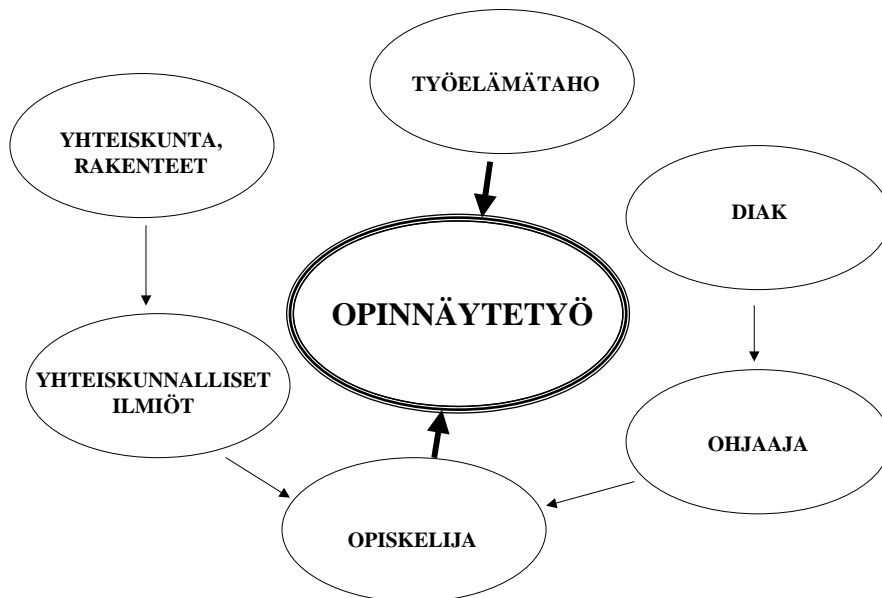 TYÖELÄMÄTAHO
YHTEISKUNTA,
RAKENTEET
DIAK
OPINNÄYTETYÖ
YHTEISKUNNALLISET
ILMIÖT
OHJAAJA
OPISKELIJA